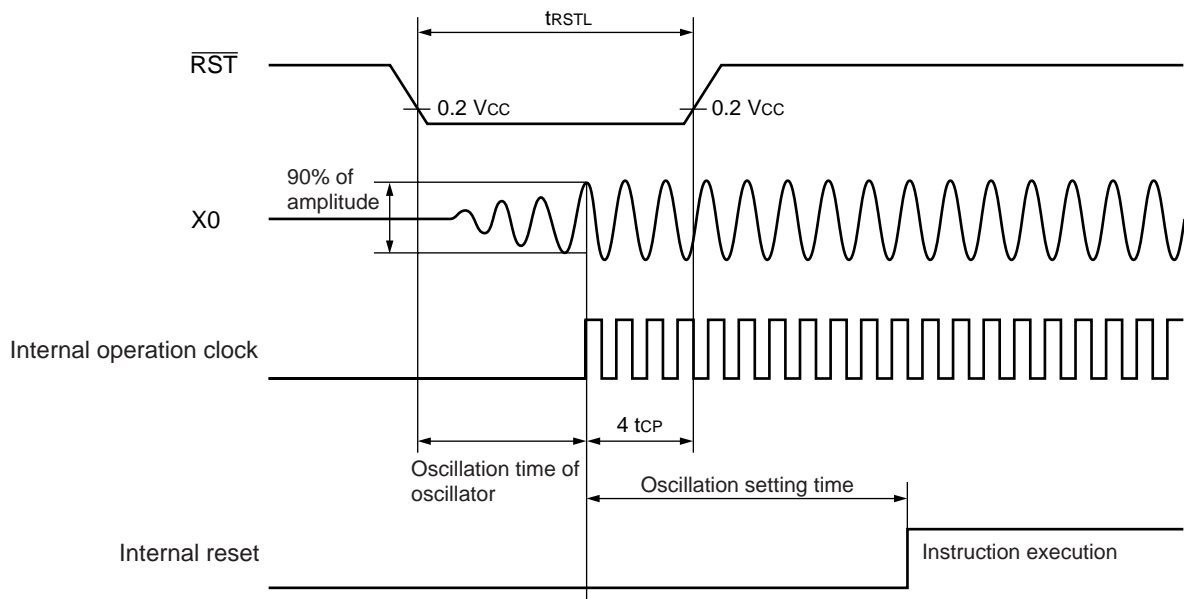 tRSTL
RST
0.2 VCC
0.2 VCC
90% of
amplitude
X0
Internal operation clock
4 tCP
Oscillation time of
oscillator
Oscillation setting time
Internal reset
Instruction execution